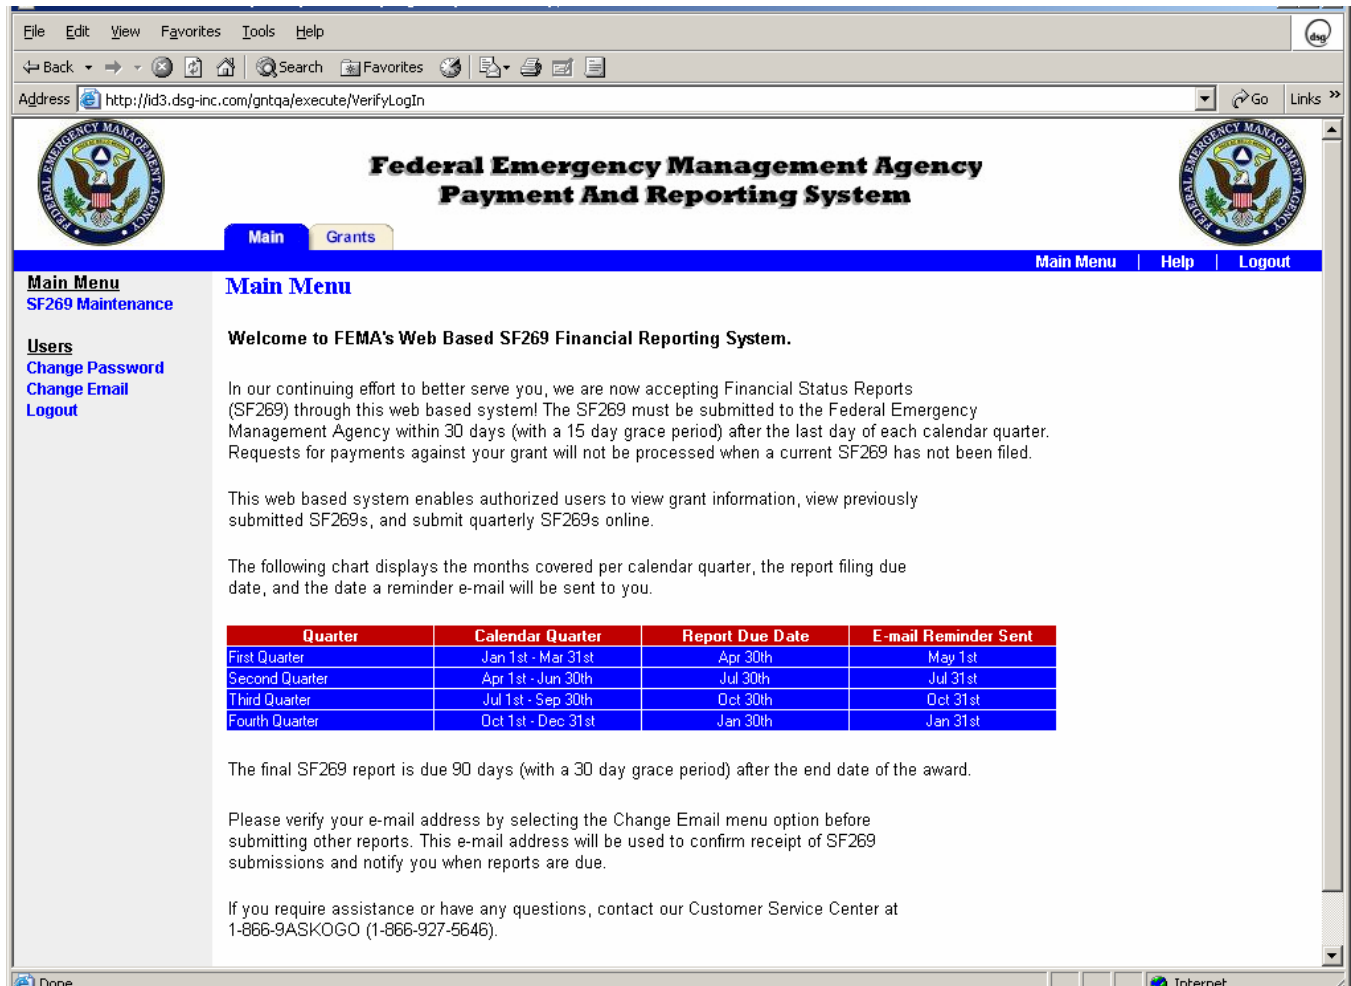 File Edit View Favorites Tools Help
dsg
Back Search Favorites
Address http://id3.dsg-inc.com/gntqa/execute/VerifyLogIn Go Links »
FEDERAL EMERGENCY MANAGEMENT AGENCY
Federal Emergency Management Agency
Payment And Reporting System
FEDERAL EMERGENCY MANAGEMENT AGENCY
Main Grants
Main Menu | Help | Logout
Main Menu
SF269 Maintenance
Users
Change Password
Change Email
Logout
Main Menu
Welcome to FEMA's Web Based SF269 Financial Reporting System.
In our continuing effort to better serve you, we are now accepting Financial Status Reports
(SF269) through this web based system! The SF269 must be submitted to the Federal Emergency
Management Agency within 30 days (with a 15 day grace period) after the last day of each calendar quarter.
Requests for payments against your grant will not be processed when a current SF269 has not been filed.
This web based system enables authorized users to view grant information, view previously
submitted SF269s, and submit quarterly SF269s online.
The following chart displays the months covered per calendar quarter, the report filing due
date, and the date a reminder e-mail will be sent to you.
Quarter Calendar Quarter Report Due Date E-mail Reminder Sent
First Quarter Jan 1st - Mar 31st Apr 30th May 1st
Second Quarter Apr 1st - Jun 30th Jul 30th Jul 31st
Third Quarter Jul 1st - Sep 30th Oct 30th Oct 31st
Fourth Quarter Oct 1st - Dec 31st Jan 30th Jan 31st
The final SF269 report is due 90 days (with a 30 day grace period) after the end date of the award.
Please verify your e-mail address by selecting the Change Email menu option before
submitting other reports. This e-mail address will be used to confirm receipt of SF269
submissions and notify you when reports are due.
If you require assistance or have any questions, contact our Customer Service Center at
1-866-9ASKOGO (1-866-927-5646).
Done Internet